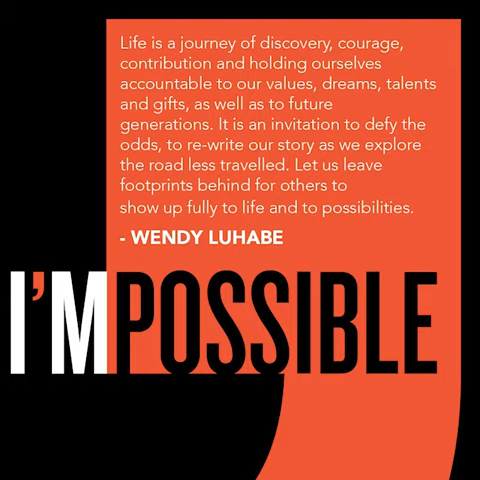 Life is a journey of discovery, courage,
contribution and holding ourselves
accountable to our values, dreams, talents
and gifts, as well as to future
generations. It is an invitation to defy the
odds, to re-write our story as we explore
the road less travelled. Let us leave
footprints behind for others to
show up fully to life and to possibilities.
- WENDY LUHABE
I'MPOSSIBLE